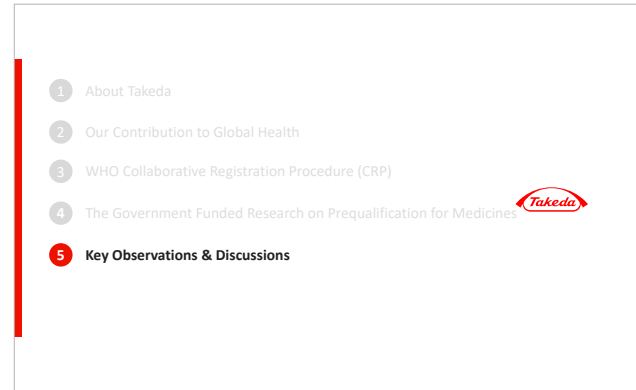 1 About Takeda
2 Our Contribution to Global Health
3 WHO Collaborative Registration Procedure (CRP)
4 The Government Funded Research on Prequalification for Medicines
Takeda
5 Key Observations & Discussions